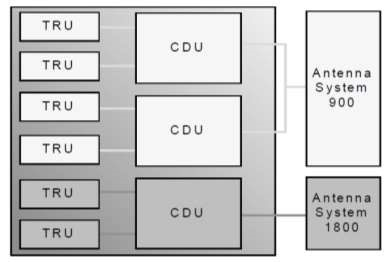 TRU
TRU
TRU
TRU
TRU
TRU
CDU
CDU
CDU
Antenna
System
900
Antenna
System
1800